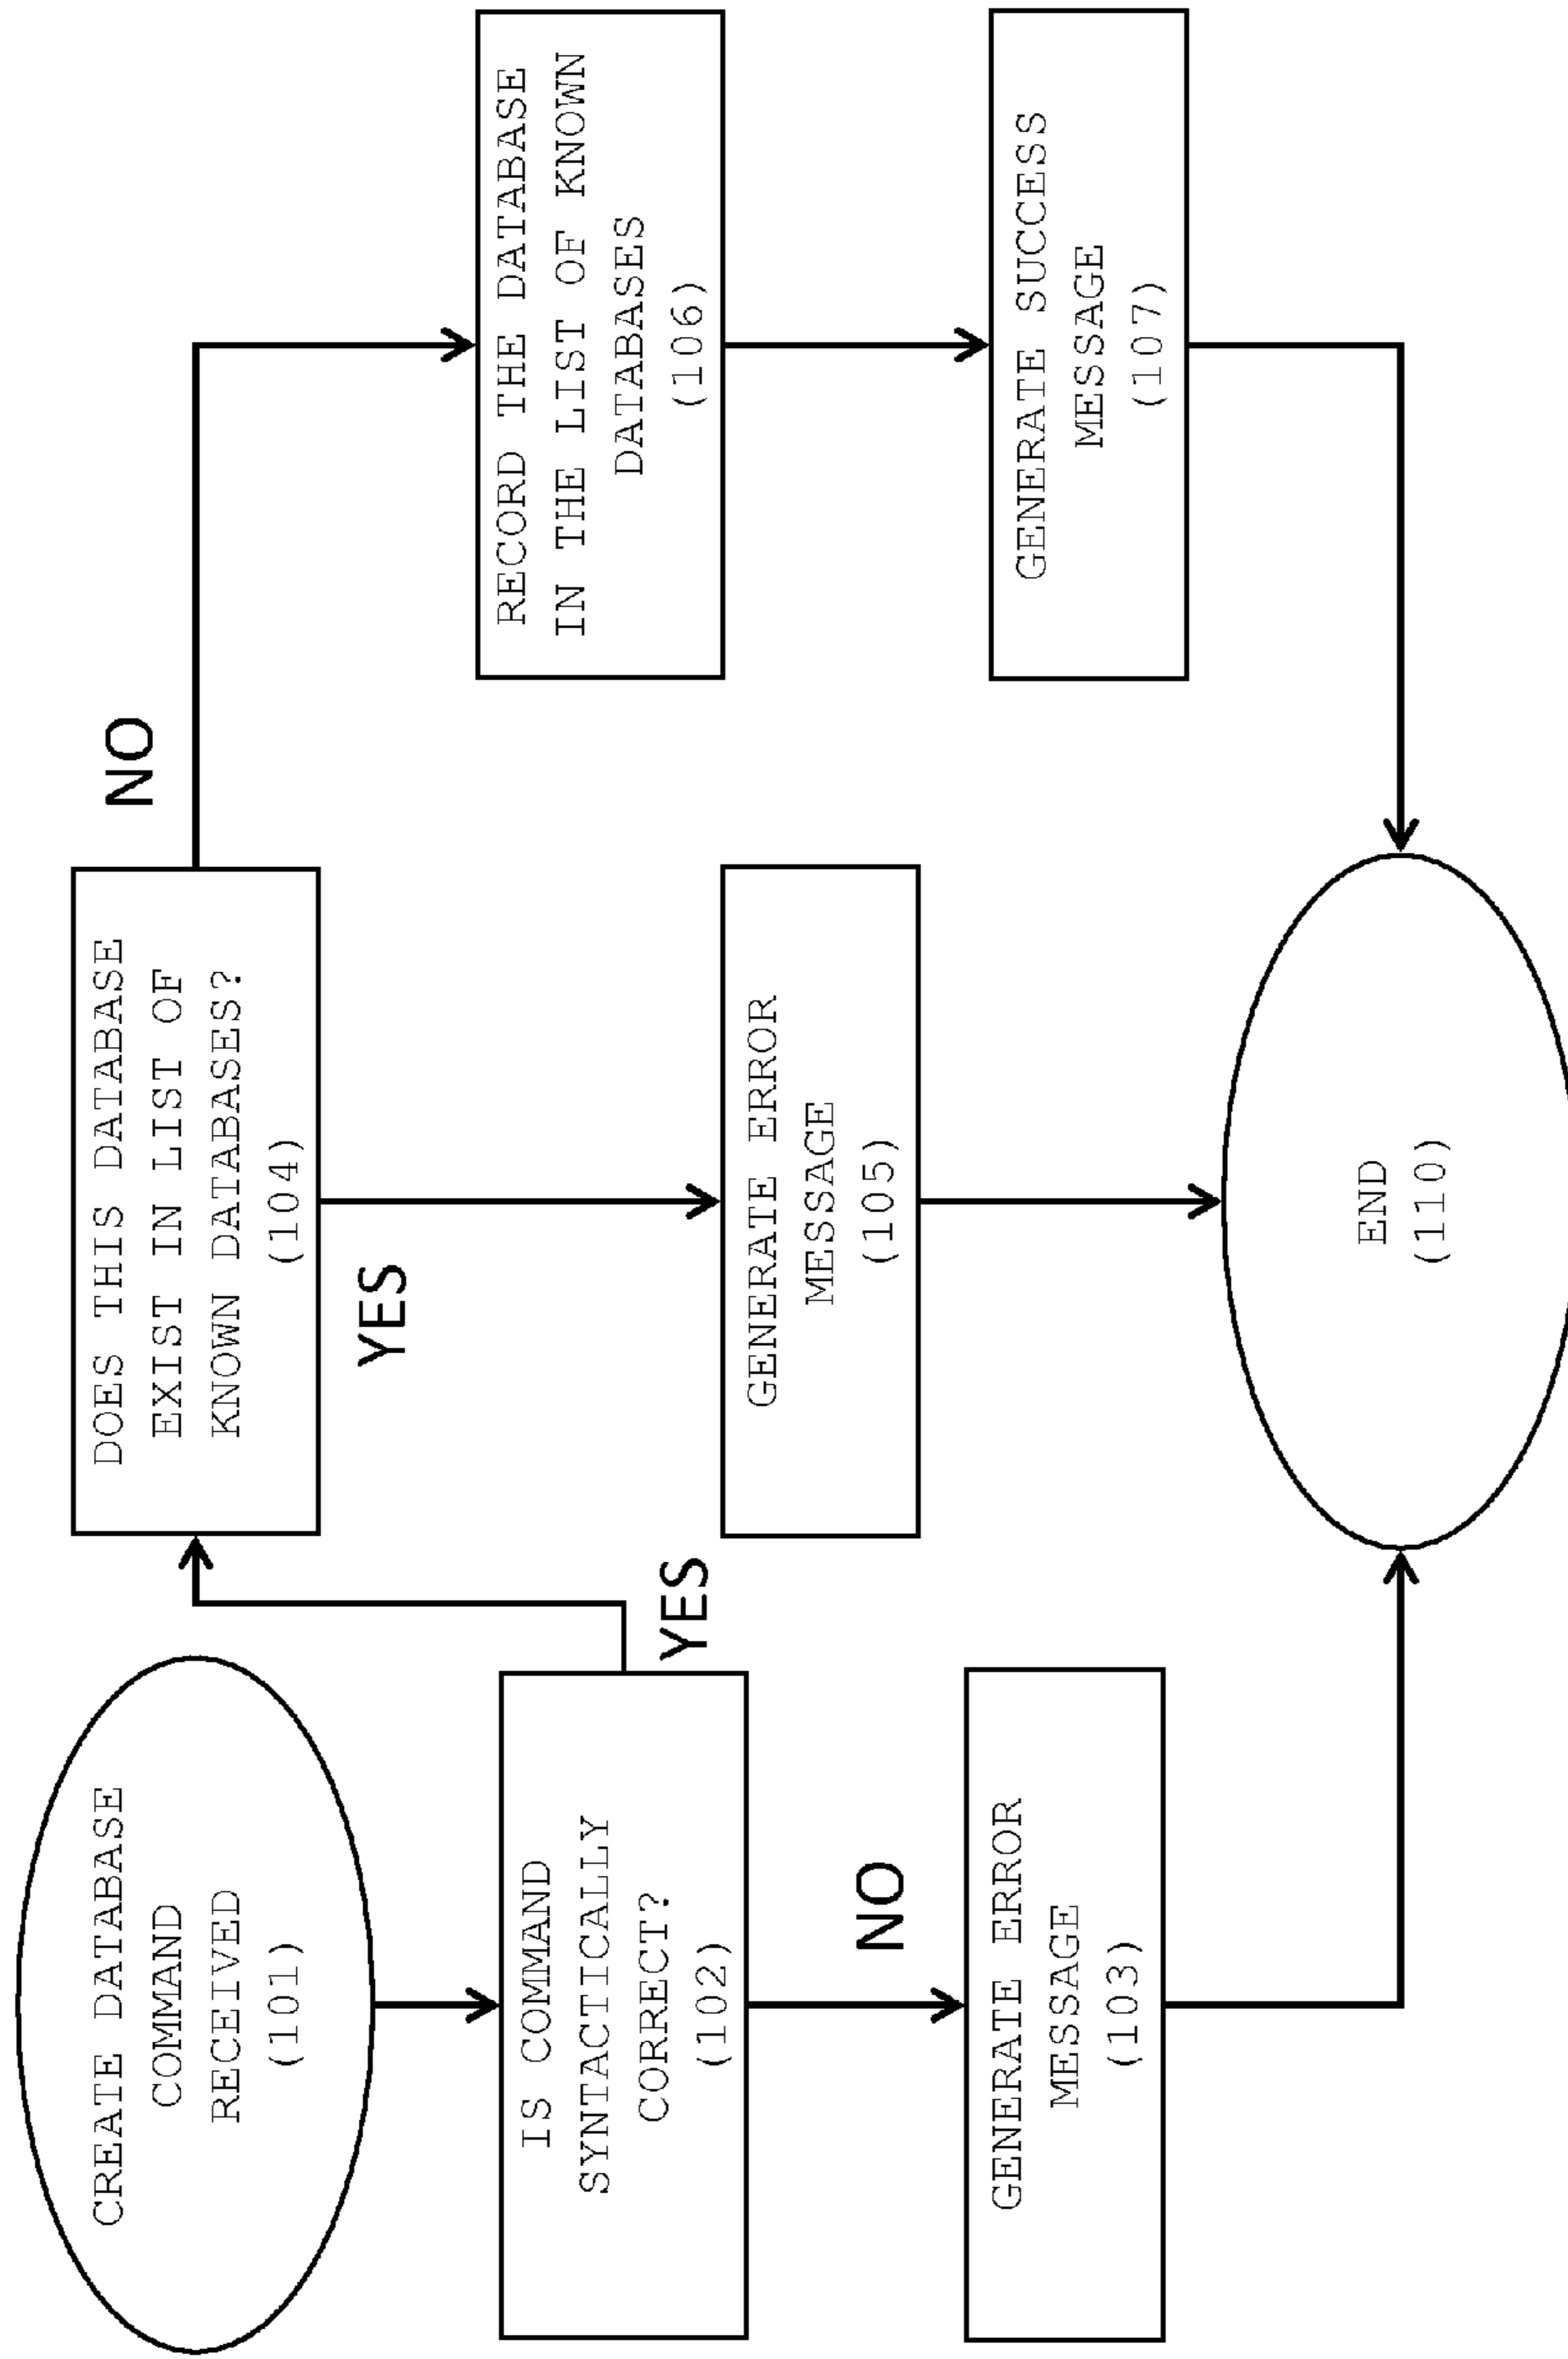 CREATE DATABASE
COMMAND
RECEIVED
(101)
IS COMMAND
SYNTACTICALLY
CORRECT?
(102)
YES
NO
GENERATE ERROR
MESSAGE
(103)
DOES THIS DATABASE
EXIST IN LIST OF
KNOWN DATABASES?
(104)
NO
YES
GENERATE ERROR
MESSAGE
(105)
RECORD THE DATABASE
IN THE LIST OF KNOWN
DATABASES
(106)
GENERATE SUCCESS
MESSAGE
(107)
END
(110)